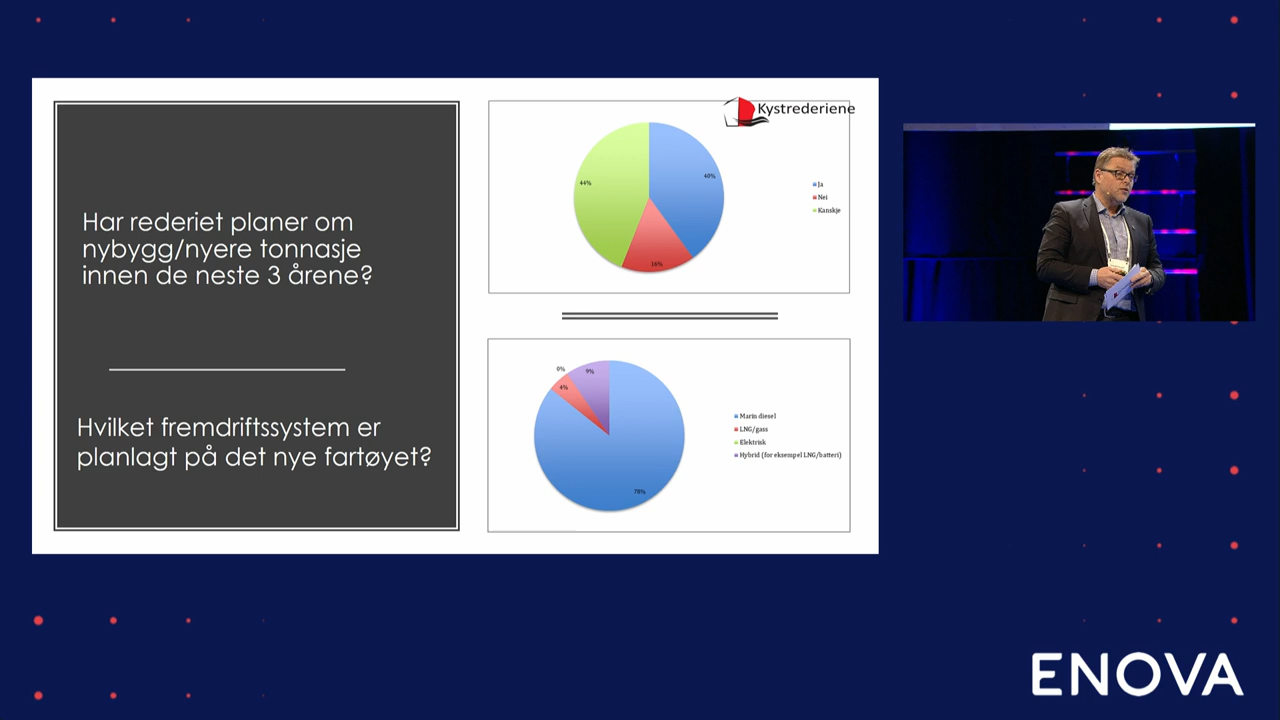 Har rederiet planer om
nybygg/nyere tonnasje
innen de neste 3 årene?
Hvilket fremdriftssystem er
planlagt på det nye fartøyet?
Kystrederiene
44%
40%
16%
Ja
Nei
Kanskje
0%
9%
4%
78%
Marin diesel
LNG/gass
Elektrisk
Hybrid (for eksempel LNG/batteri)
ENOVA